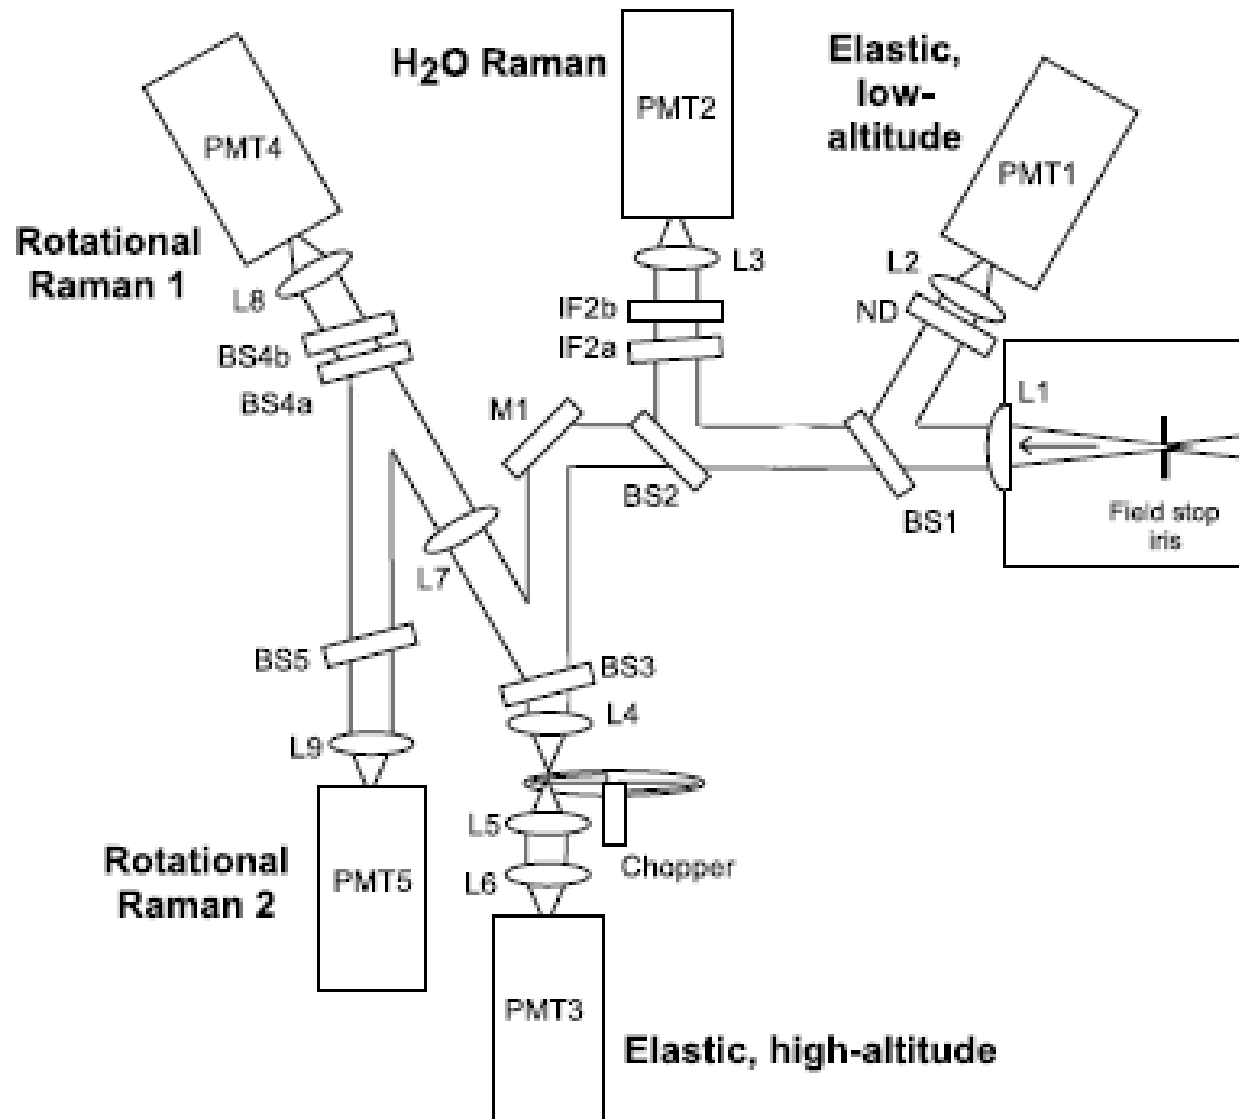 H₂O Raman
Elastic,
low-
altitude
PMT4
PMT2
PMT1
Rotational
Raman 1
L8
L3
L2
IF2b
ND
IF2a
BS4b
BS4a
M1
L1
BS2
BS1
Field stop
iris
L7
BS5
BS3
L4
L9
L5
Chopper
L6
Rotational
Raman 2
PMT5
PMT3
Elastic, high-altitude